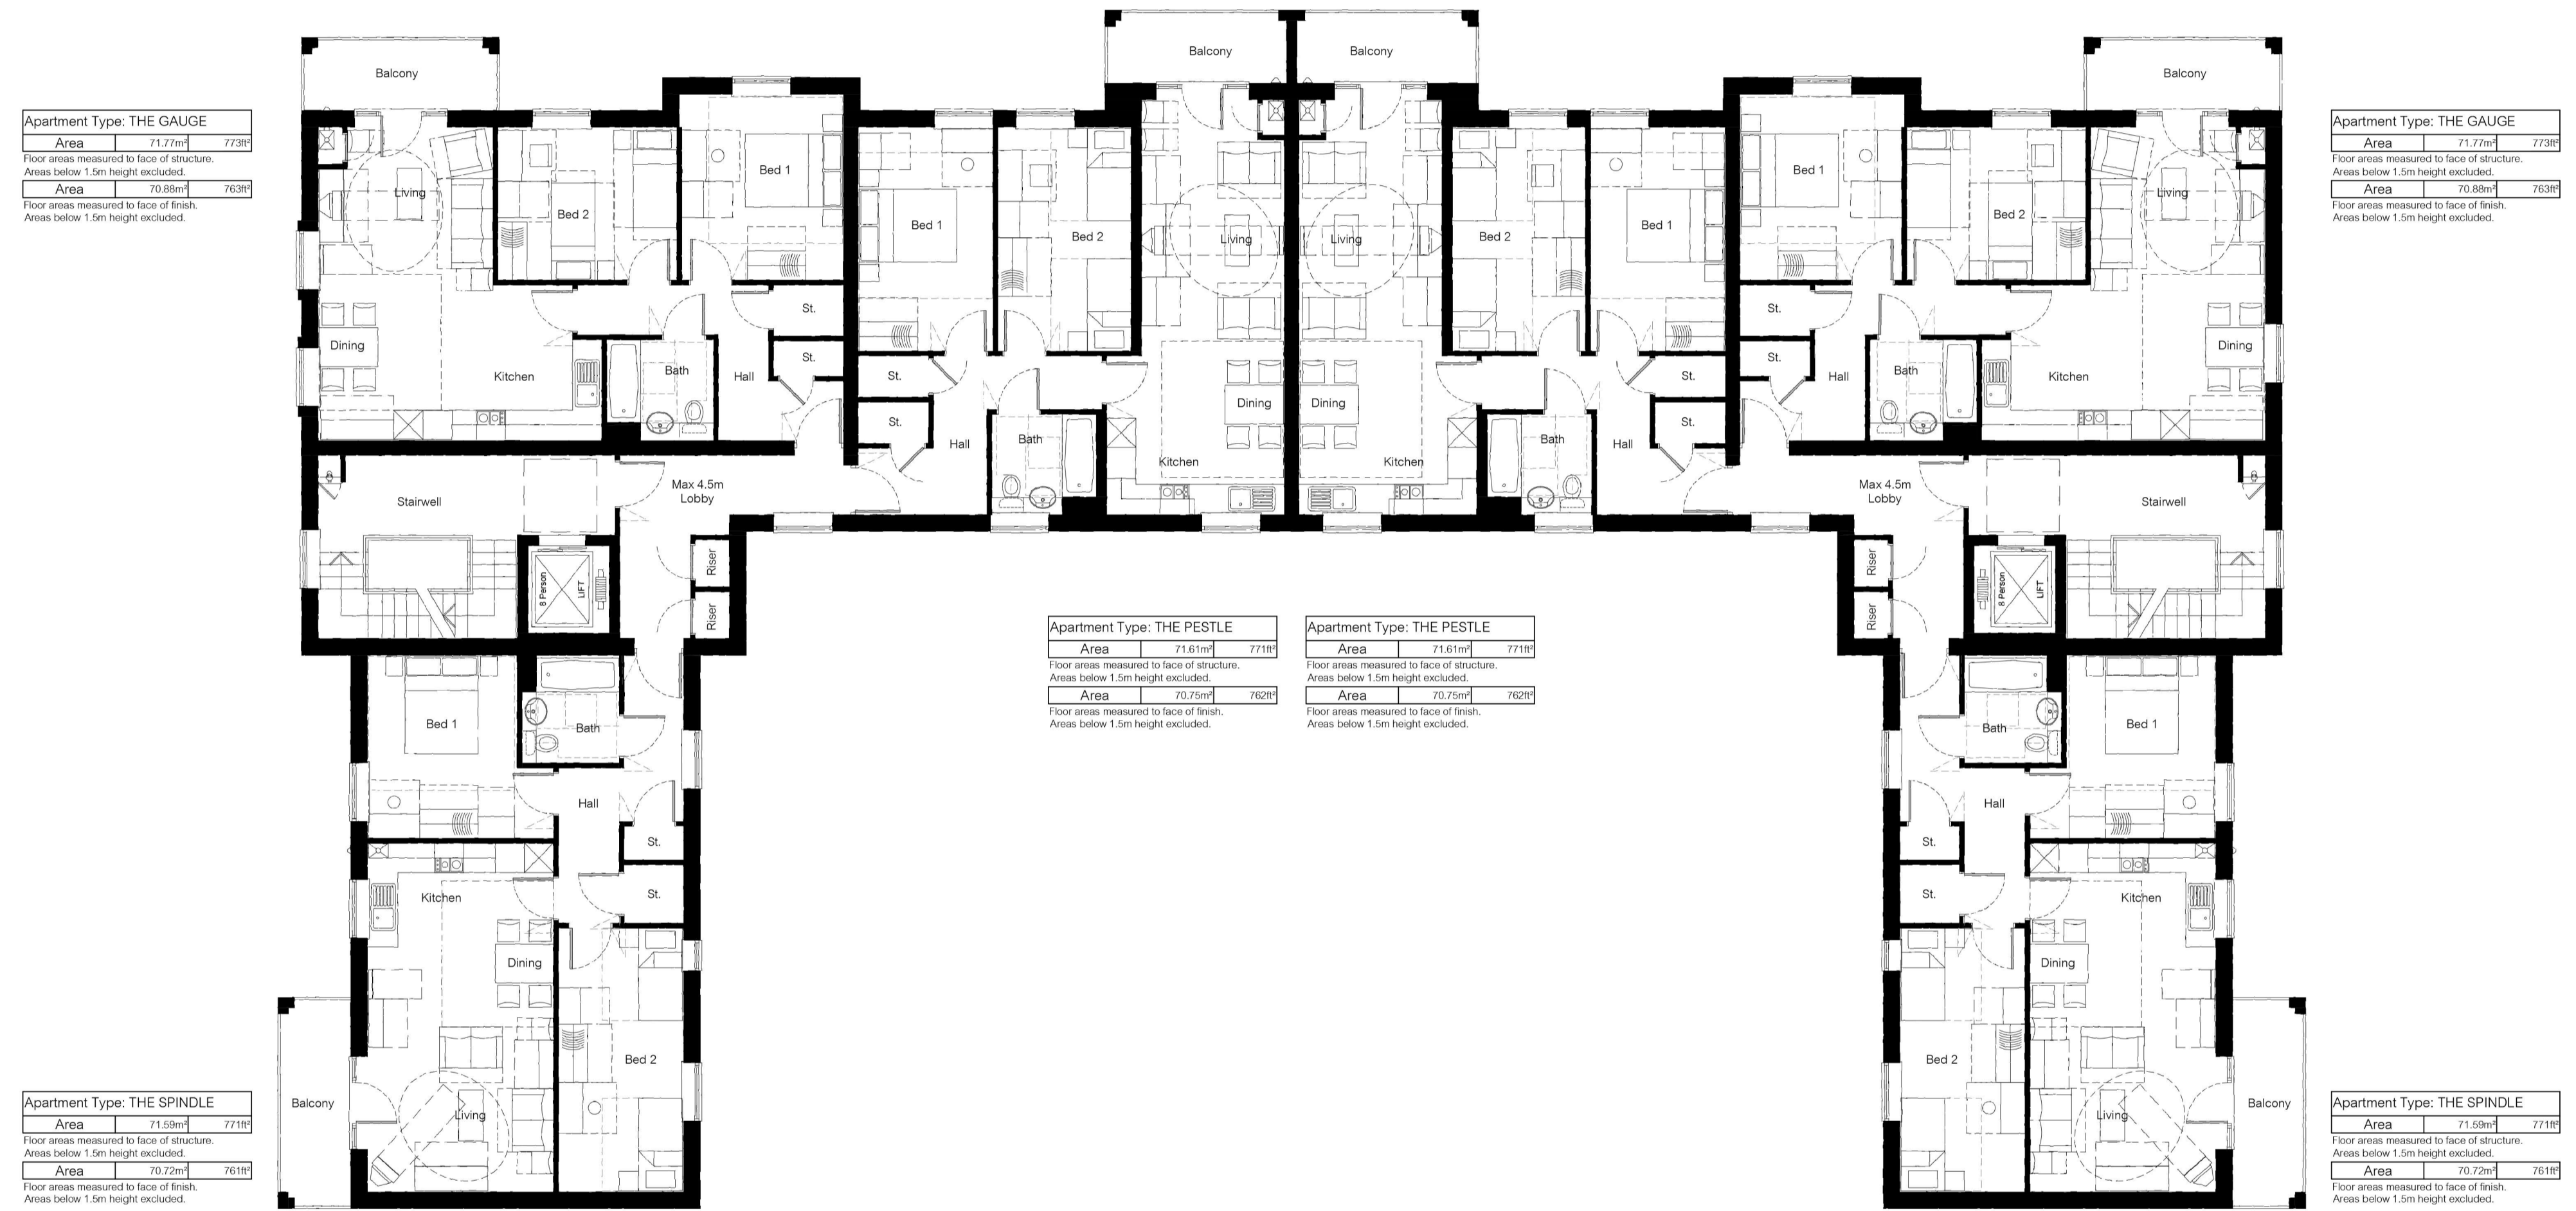 Balcony
Balcony
Balcony
Balcony
Apartment Type: THE GAUGE
Area 71.77m² 773ft²
Floor areas measured to face of structure.
Areas below 1.5m height excluded.
Area 70.88m² 763ft²
Floor areas measured to face of finish.
Areas below 1.5m height excluded.
Apartment Type: THE GAUGE
Area 71.77m² 773ft²
Floor areas measured to face of structure.
Areas below 1.5m height excluded.
Area 70.88m² 763ft²
Floor areas measured to face of finish.
Areas below 1.5m height excluded.
Living
Bed 2
Bed 1
Bed 1
Bed 2
Living
Living
Bed 2
Bed 1
Bed 1
Bed 2
Living
St.
St.
Dining
Kitchen
Bath
Hall
St.
St.
St.
Hall
Bath
Dining
Kitchen
Dining
Kitchen
Bath
Hall
St.
St.
St.
St.
Hall
Bath
Kitchen
Dining
Stairwell
Max 4.5m
Lobby
Max 4.5m
Lobby
Stairwell
8 Person
LIFT
Riser
Riser
Riser
Riser
8 Person
LIFT
Apartment Type: THE PESTLE
Area 71.61m² 771ft²
Floor areas measured to face of structure.
Areas below 1.5m height excluded.
Area 70.75m² 762ft²
Floor areas measured to face of finish.
Areas below 1.5m height excluded.
Apartment Type: THE PESTLE
Area 71.61m² 771ft²
Floor areas measured to face of structure.
Areas below 1.5m height excluded.
Area 70.75m² 762ft²
Floor areas measured to face of finish.
Areas below 1.5m height excluded.
Bed 1
Bath
Hall
St.
St.
Kitchen
Dining
Bed 2
Living
Balcony
Bath
Bed 1
Hall
St.
St.
Kitchen
Dining
Bed 2
Living
Balcony
Apartment Type: THE SPINDLE
Area 71.59m² 771ft²
Floor areas measured to face of structure.
Areas below 1.5m height excluded.
Area 70.72m² 761ft²
Floor areas measured to face of finish.
Areas below 1.5m height excluded.
Apartment Type: THE SPINDLE
Area 71.59m² 771ft²
Floor areas measured to face of structure.
Areas below 1.5m height excluded.
Area 70.72m² 761ft²
Floor areas measured to face of finish.
Areas below 1.5m height excluded.